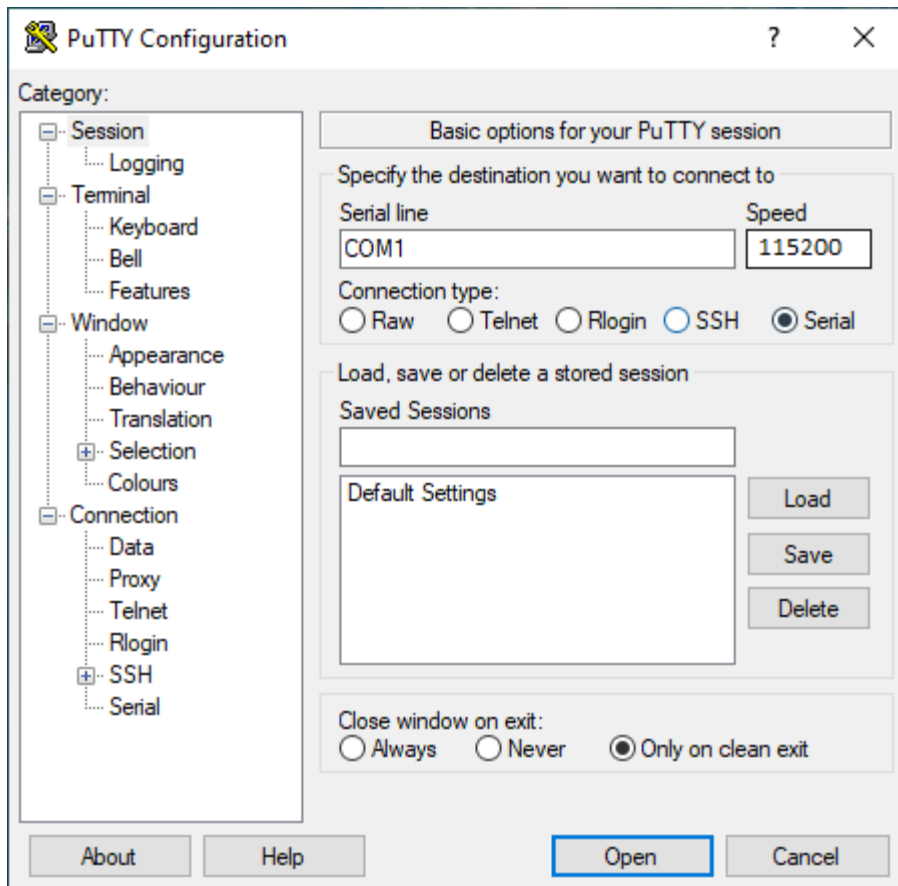 PuTTY Configuration
?
Category:
Session
Logging
Terminal
Keyboard
Bell
Features
Window
Appearance
Behaviour
Translation
Selection
Colours
Connection
Data
Proxy
Telnet
Rlogin
SSH
Serial
Basic options for your PuTTY session
Specify the destination you want to connect to
Serial line Speed
COM1 115200
Connection type:
Raw Telnet Rlogin SSH Serial
Load, save or delete a stored session
Saved Sessions
Default Settings
Load
Save
Delete
Close window on exit:
Always Never Only on clean exit
About Help Open Cancel